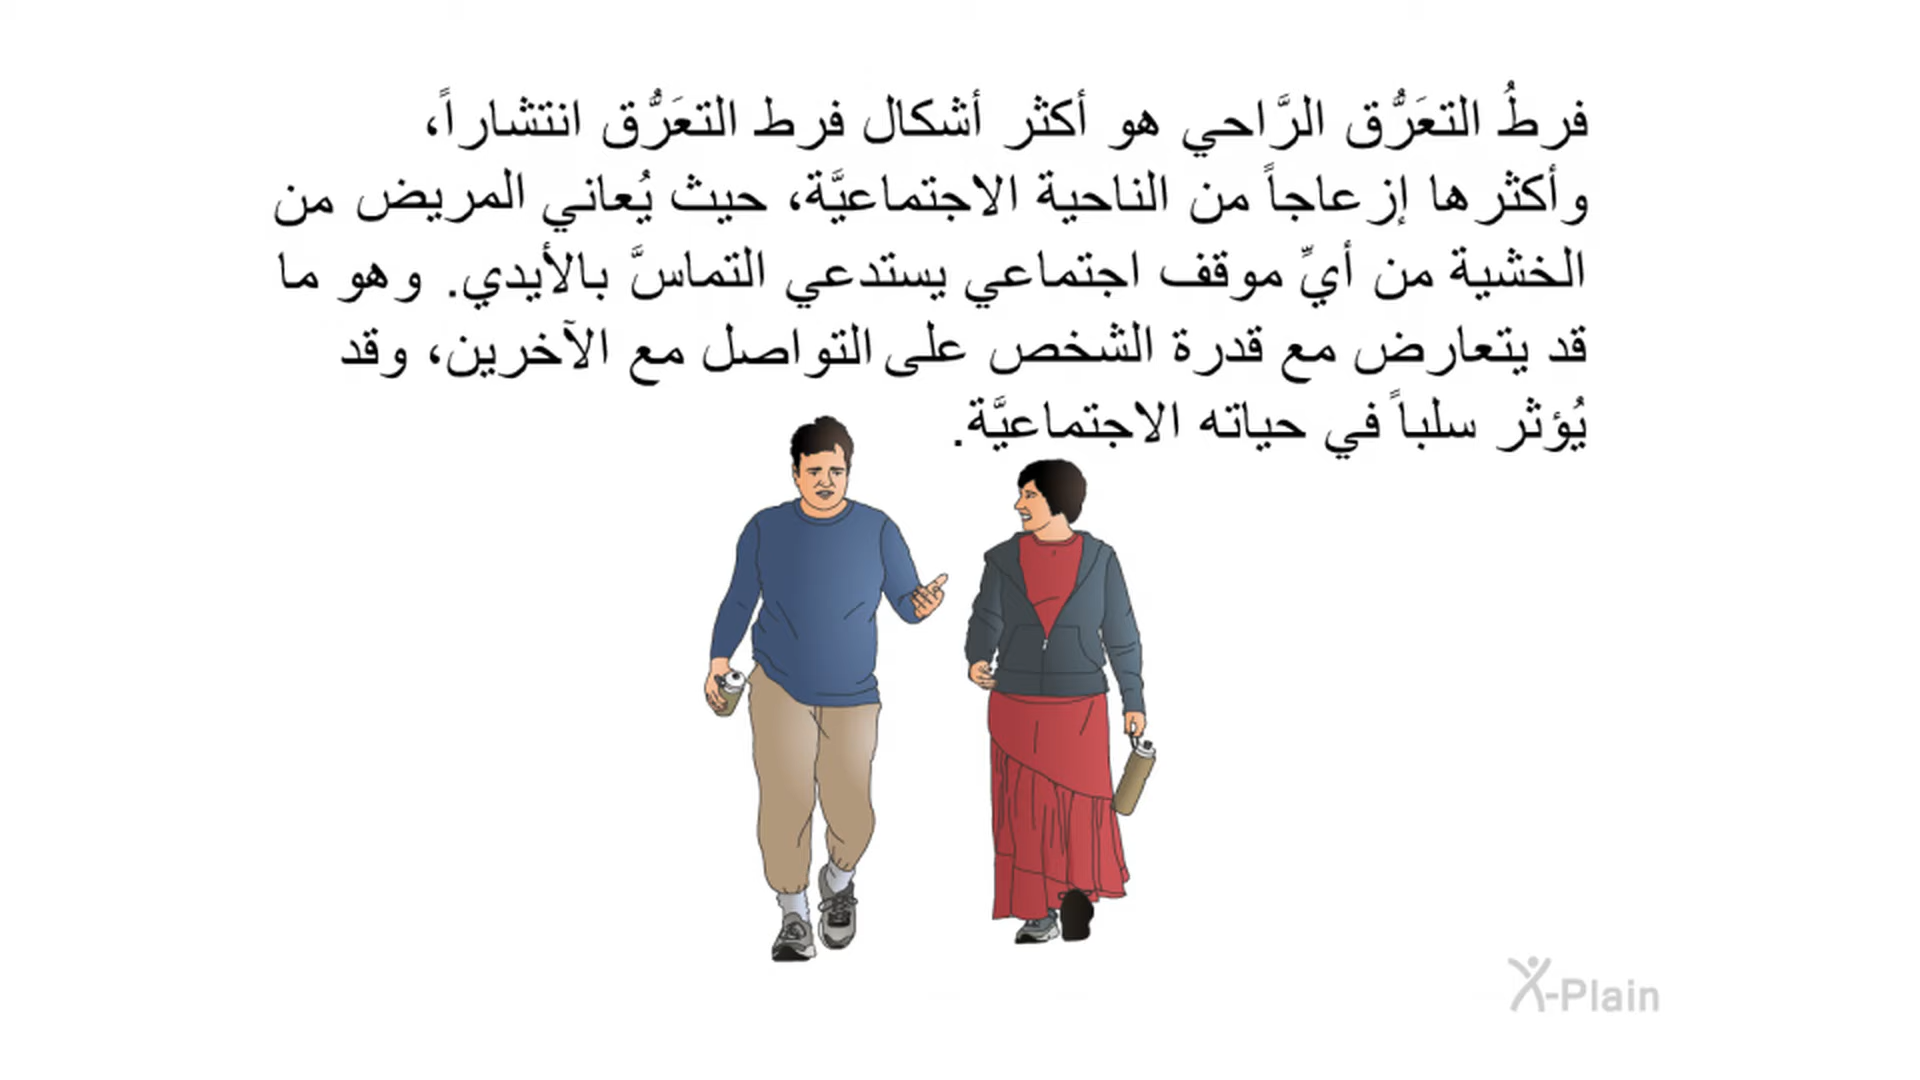 فرطُ التعَرُّق الرَّاحي هو أكثر أشكال فرط التعَرُّق انتشاراً،
وأكثرها إزعاجاً من الناحية الاجتماعيَّة، حيث يُعاني المريض من
الخشية من أيِّ موقف اجتماعي يستدعي التماسَّ بالأيدي. وهو ما
قد يتعارض مع قدرة الشخص على التواصل مع الآخرين، وقد
يُؤثر سلباً في حياته الاجتماعيَّة.
X-Plain